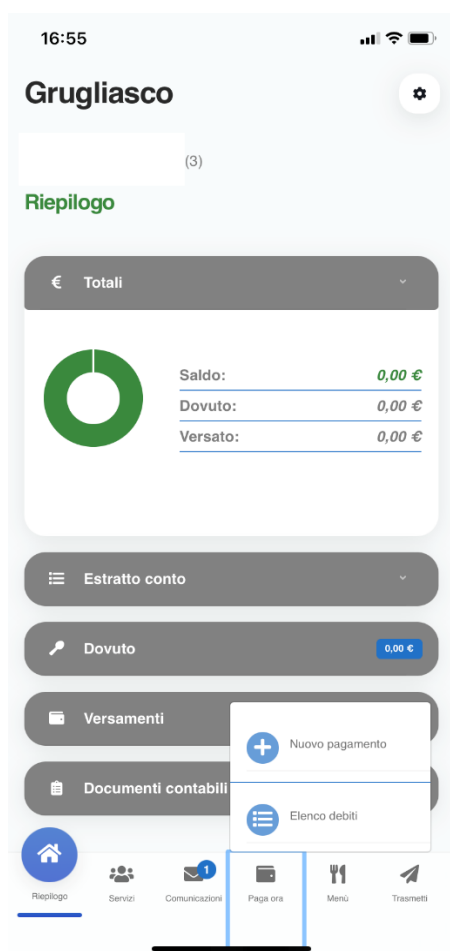 16:55
Grugliasco
(3)
Riepilogo
€ Totali
Saldo: 0,00 €
Dovuto: 0,00 €
Versato: 0,00 €
Estratto conto
Dovuto 0,00 €
Versamenti
Nuovo pagamento
Documenti contabili
Elenco debiti
1
Riepilogo Servizi Comunicazioni Paga ora Menù Trasmetti